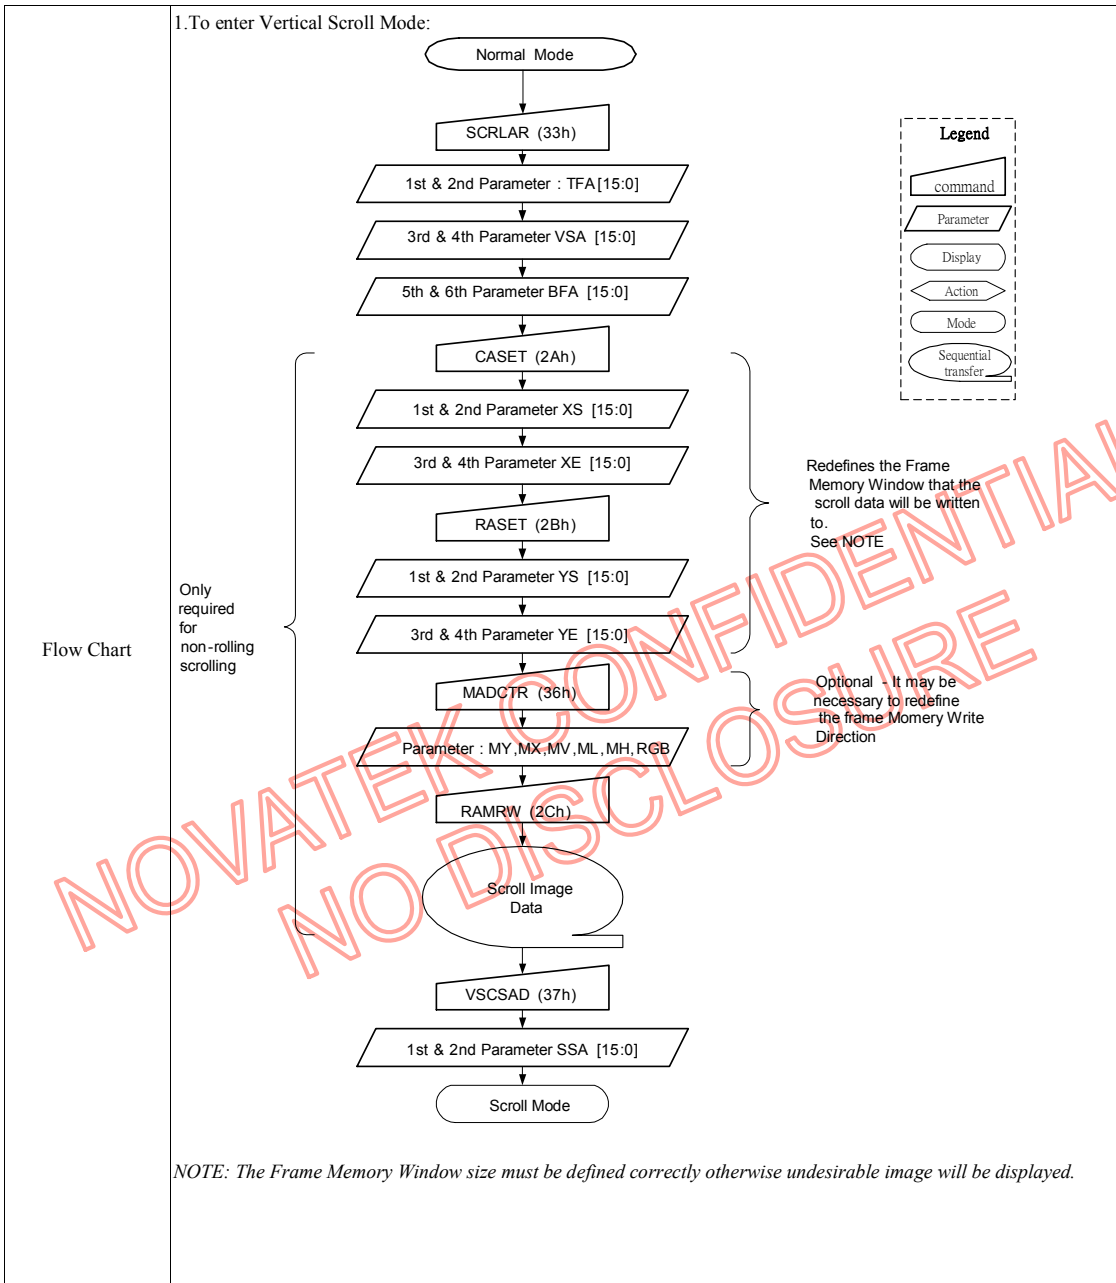 1.To enter Vertical Scroll Mode:
Normal Mode
SCRLAR (33h)
1st & 2nd Parameter : TFA[15:0]
3rd & 4th Parameter VSA [15:0]
5th & 6th Parameter BFA [15:0]
CASET (2Ah)
1st & 2nd Parameter XS [15:0]
3rd & 4th Parameter XE [15:0]
RASET (2Bh)
1st & 2nd Parameter YS [15:0]
3rd & 4th Parameter YE [15:0]
MADCTR (36h)
Parameter : MY,MX,MV,ML,MH,RGB
RAMRW (2Ch)
Scroll Image
Data
VSCSAD (37h)
1st & 2nd Parameter SSA [15:0]
Scroll Mode
Legend
command
Parameter
Display
Action
Mode
Sequential
transfer
Redefines the Frame
Memory Window that the
scroll data will be written
to.
See NOTE
Only
required
for
non-rolling
scrolling
Flow Chart
Optional - It may be
necessary to redefine
the frame Momery Write
Direction
NOTE: The Frame Memory Window size must be defined correctly otherwise undesirable image will be displayed.
NOVATEK CONFIDENTIAL
NO DISCLOSURE